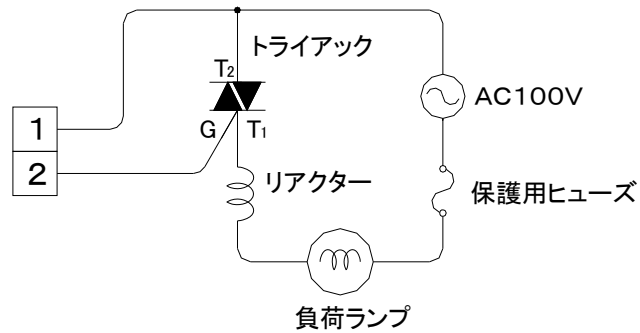 トライアック
T2
AC100V
1
G T1
2
リアクター
保護用ヒューズ
負荷ランプ